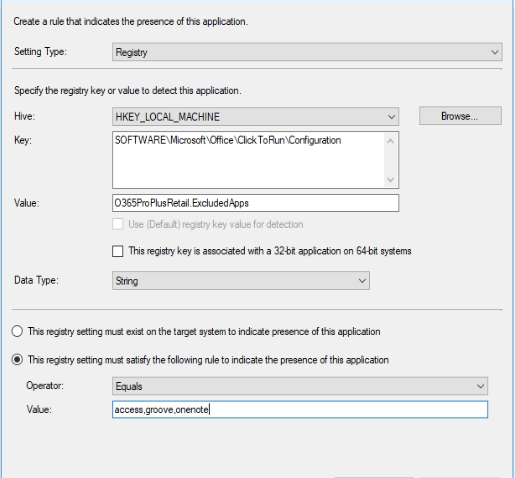 Create a rule that indicates the presence of this application.
Setting Type: Registry
Specify the registry key or value to detect this application.
Hive: HKEY_LOCAL_MACHINE Browse...
Key: SOFTWARE\Microsoft\Office\ClickToRun\Configuration
Value: O365ProPlusRetail.ExcludedApps
Use (Default) registry key value for detection
This registry key is associated with a 32-bit application on 64-bit systems
Data Type: String
This registry setting must exist on the target system to indicate presence of this application
This registry setting must satisfy the following rule to indicate the presence of this application
Operator: Equals
Value: access,groove,onenote